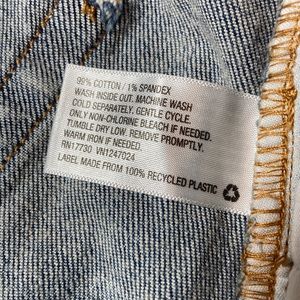 98% COTTON / 1% SPANDEX
WASH INSIDE OUT. MACHINE WASH
COLD SEPARATELY. GENTLE CYCLE.
ONLY NON-CHLORINE BLEACH IF NEEDED.
TUMBLE DRY LOW. REMOVE PROMPTLY.
WARM IRON IF NEEDED.
RN17730 VN1247024
LABEL MADE FROM 100% RECYCLED PLASTIC